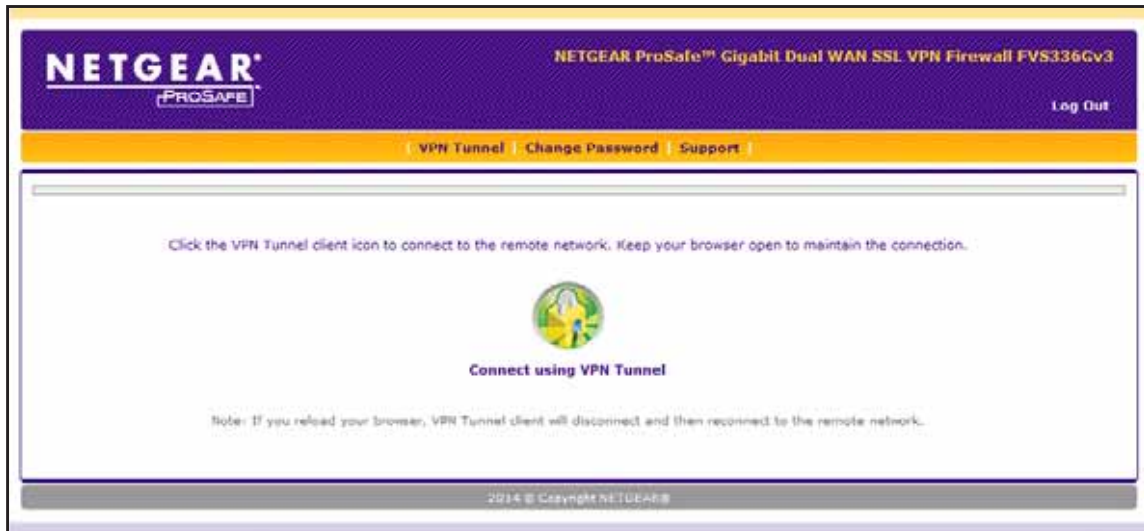 NETGEAR®
PROSAFE
NETGEAR ProSafe™ Gigabit Dual WAN SSL VPN Firewall FVS336Gv3
Log Out
| VPN Tunnel | Change Password | Support |
Click the VPN Tunnel client icon to connect to the remote network. Keep your browser open to maintain the connection.
Connect using VPN Tunnel
Note: If you reload your browser, VPN Tunnel client will disconnect and then reconnect to the remote network.
2014 © Copyright NETGEAR®